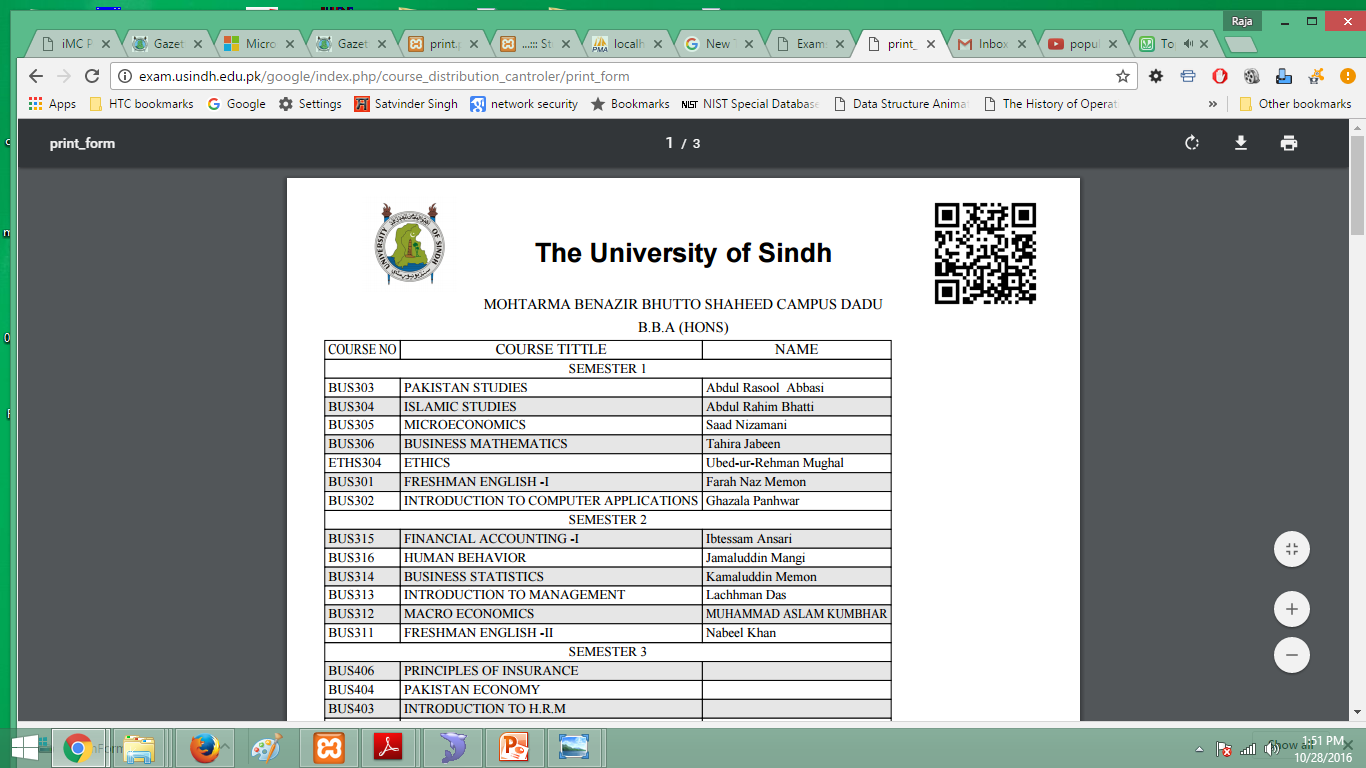 Raja
iMC P Gazet Micro Gazet print.p ...::: St localh New T Exam print_ Inbox popul To
exam.usindh.edu.pk/google/index.php/course_distribution_cantroler/print_form
Apps HTC bookmarks Google Settings Satvinder Singh network security Bookmarks NIST NIST Special Database Data Structure Animat The History of Operat » Other bookmarks
print_form 1 / 3
The University of Sindh
UNIVERSITY OF SINDH
MOHTARMA BENAZIR BHUTTO SHAHEED CAMPUS DADU
B.B.A (HONS)
COURSE NO COURSE TITTLE NAME
SEMESTER 1
BUS303 PAKISTAN STUDIES Abdul Rasool Abbasi
BUS304 ISLAMIC STUDIES Abdul Rahim Bhatti
BUS305 MICROECONOMICS Saad Nizamani
BUS306 BUSINESS MATHEMATICS Tahira Jabeen
ETHS304 ETHICS Ubed-ur-Rehman Mughal
BUS301 FRESHMAN ENGLISH -I Farah Naz Memon
BUS302 INTRODUCTION TO COMPUTER APPLICATIONS Ghazala Panhwar
SEMESTER 2
BUS315 FINANCIAL ACCOUNTING -I Ibtessam Ansari
BUS316 HUMAN BEHAVIOR Jamaluddin Mangi
BUS314 BUSINESS STATISTICS Kamaluddin Memon
BUS313 INTRODUCTION TO MANAGEMENT Lachhman Das
BUS312 MACRO ECONOMICS MUHAMMAD ASLAM KUMBHAR
BUS311 FRESHMAN ENGLISH -II Nabeel Khan
SEMESTER 3
BUS406 PRINCIPLES OF INSURANCE
BUS404 PAKISTAN ECONOMY
BUS403 INTRODUCTION TO H.R.M
1:51 PM
Show all
10/28/2016